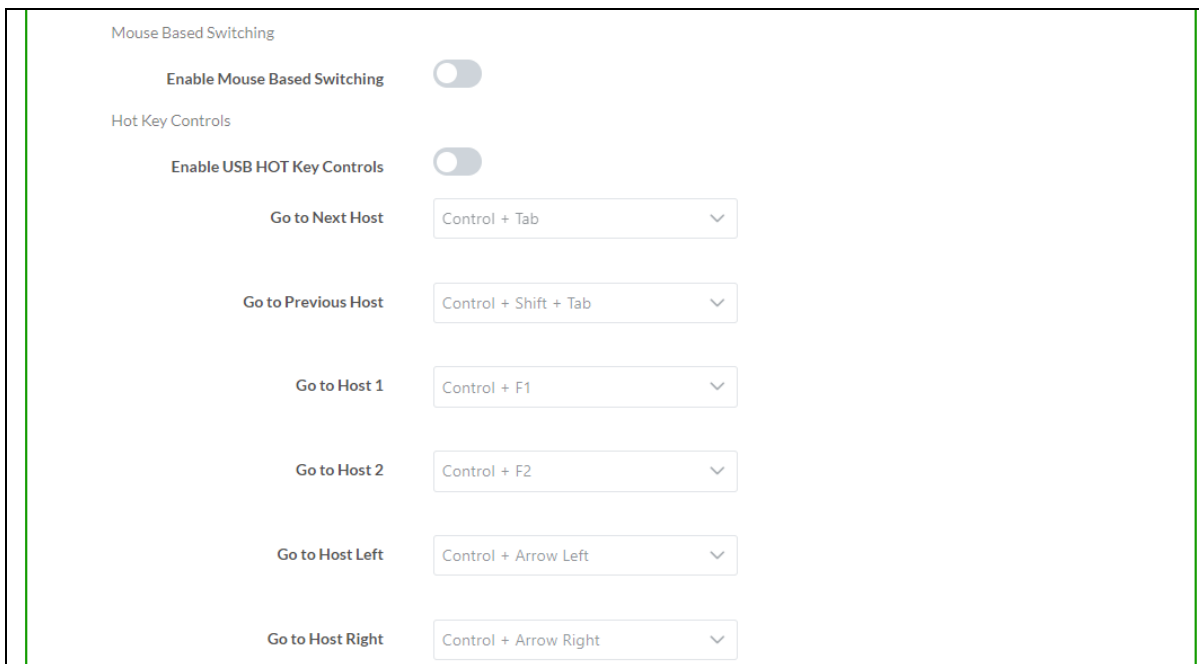 Mouse Based Switching
Enable Mouse Based Switching
Hot Key Controls
Enable USB HOT Key Controls
Go to Next Host Control + Tab
Go to Previous Host Control + Shift + Tab
Go to Host 1 Control + F1
Go to Host 2 Control + F2
Go to Host Left Control + Arrow Left
Go to Host Right Control + Arrow Right